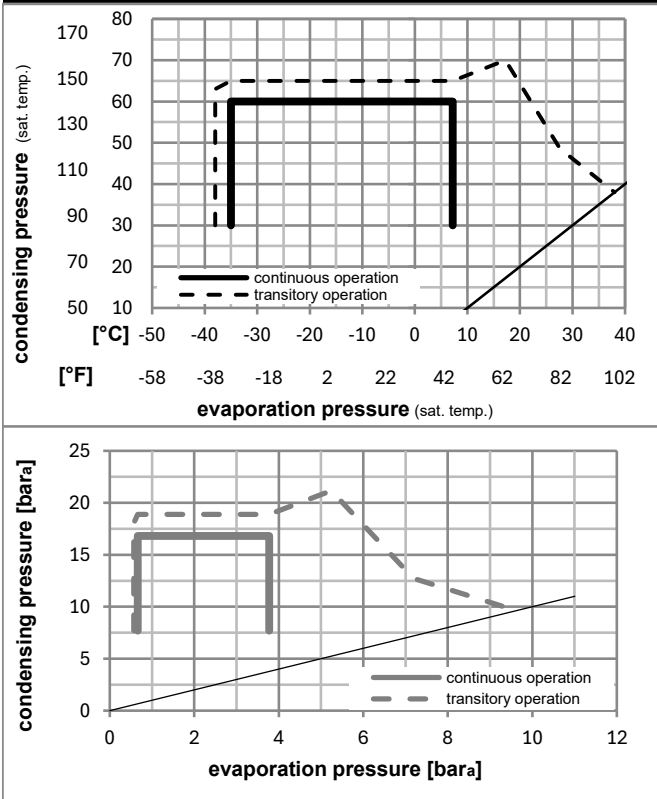 condensing pressure (sat. temp.)
170 80
70
150 60
130 50
110 40
90 30
70 20
50 10
continuous operation
transitory operation
[°C] -50 -40 -30 -20 -10 0 10 20 30 40
[°F] -58 -38 -18 2 22 42 62 82 102
evaporation pressure (sat. temp.)
condensing pressure [bara]
25
20
15
10
5
0
continuous operation
transitory operation
0 2 4 6 8 10 12
evaporation pressure [bara]